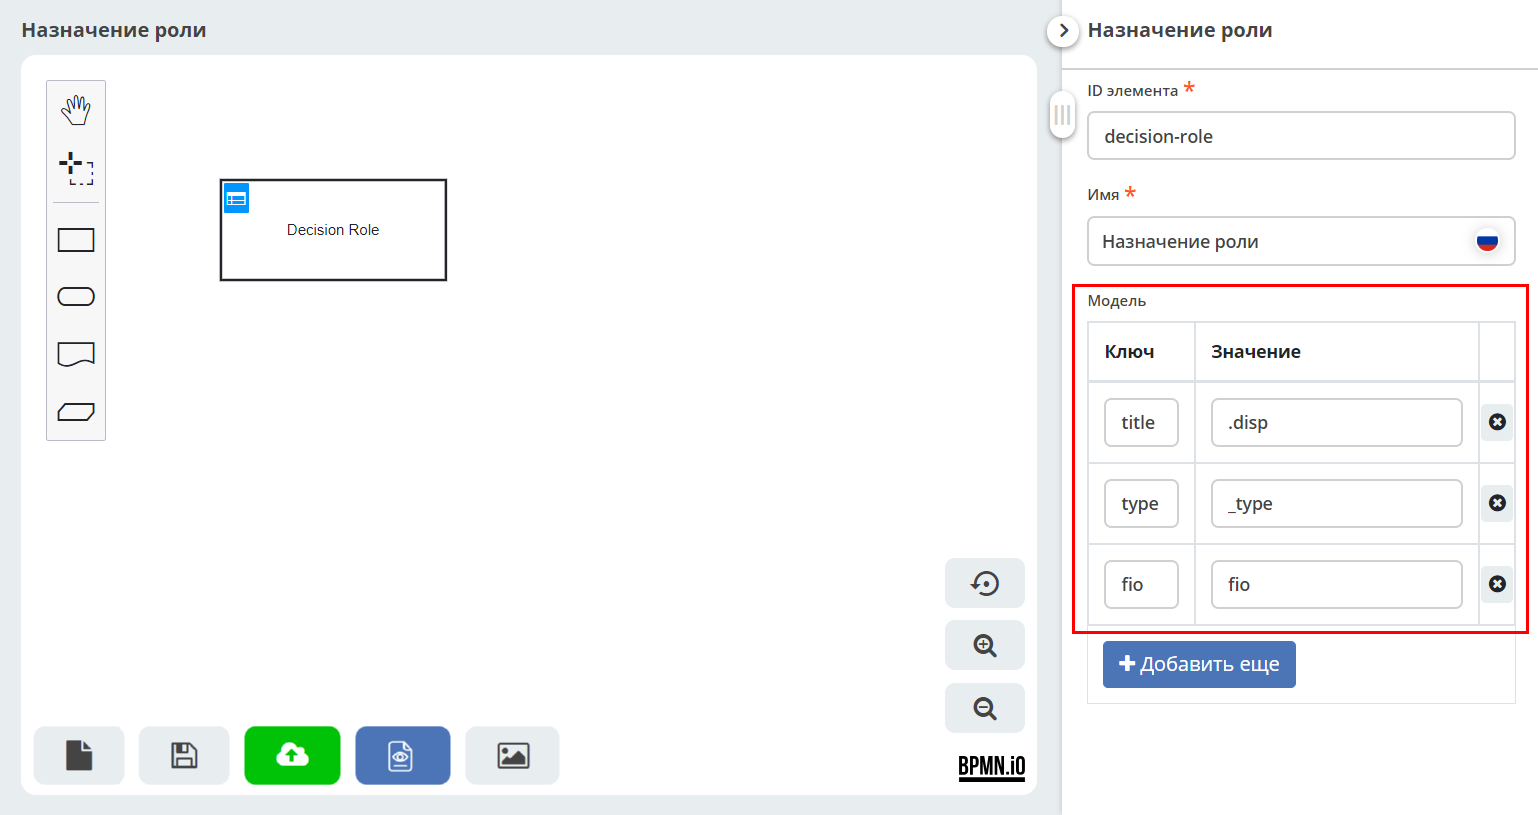 Назначение роли
Decision Role
BPMN.iO
Назначение роли
ID элемента *
decision-role
Имя *
Назначение роли
Модель
Ключ Значение
title .disp
type _type
fio fio
Добавить еще